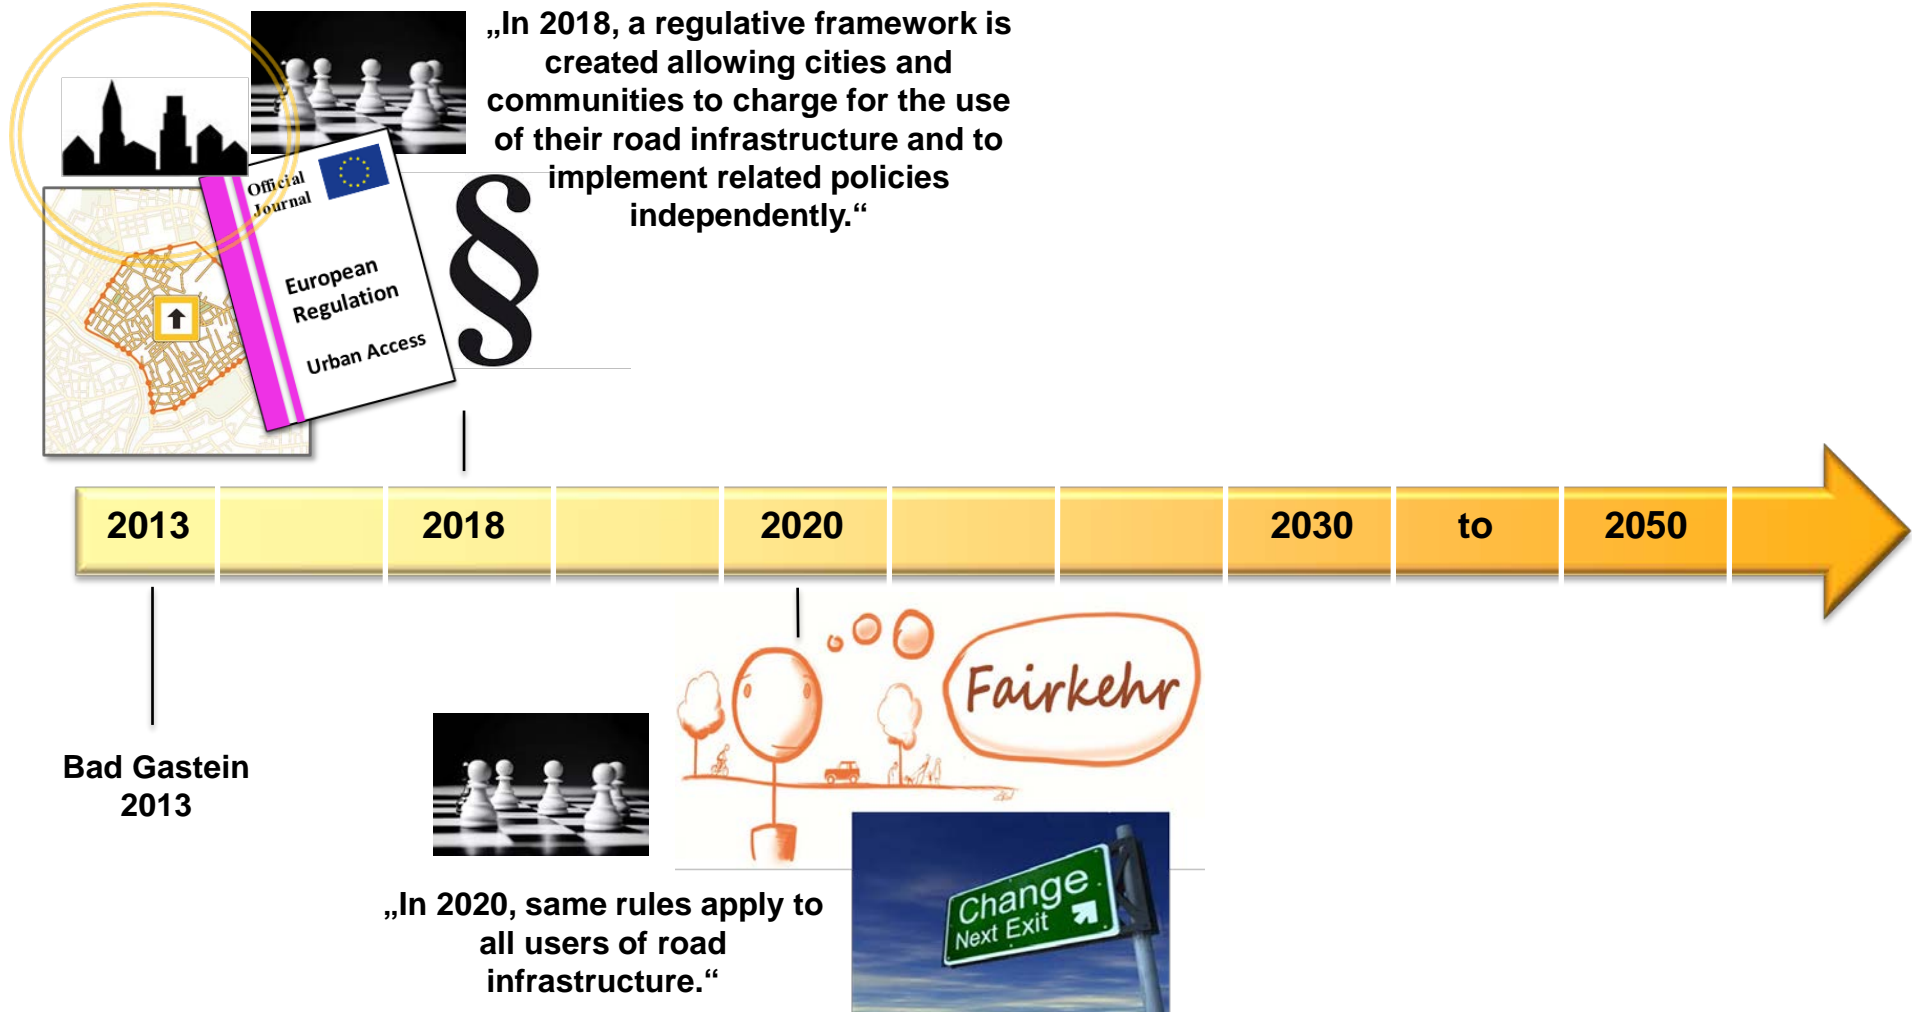 „In 2018, a regulative framework is
created allowing cities and
communities to charge for the use
of their road infrastructure and to
implement related policies
independently.“
Official
Journal
European
Regulation
Urban Access
§
2013
2018
2020
2030
to
2050
Bad Gastein
2013
Fairkehr
„In 2020, same rules apply to
all users of road
infrastructure.“
Change
Next Exit